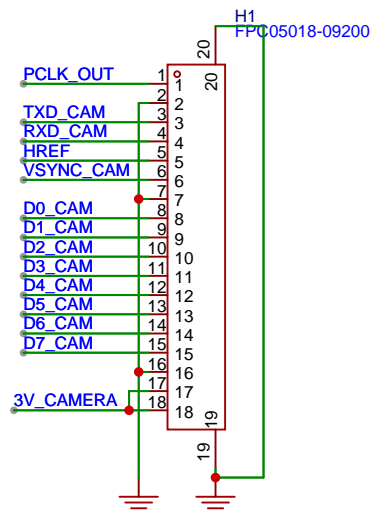 H1
FPC05018-09200
20
20
PCLK_OUT 1 1
2 2
TXD_CAM 3 3
RXD_CAM 4 4
HREF 5 5
VSYNC_CAM 6 6
7 7
D0_CAM 8 8
D1_CAM 9 9
D2_CAM 10 10
D3_CAM 11 11
D4_CAM 12 12
D5_CAM 13 13
D6_CAM 14 14
D7_CAM 15 15
16 16
17 17
3V_CAMERA 18 18
19
19